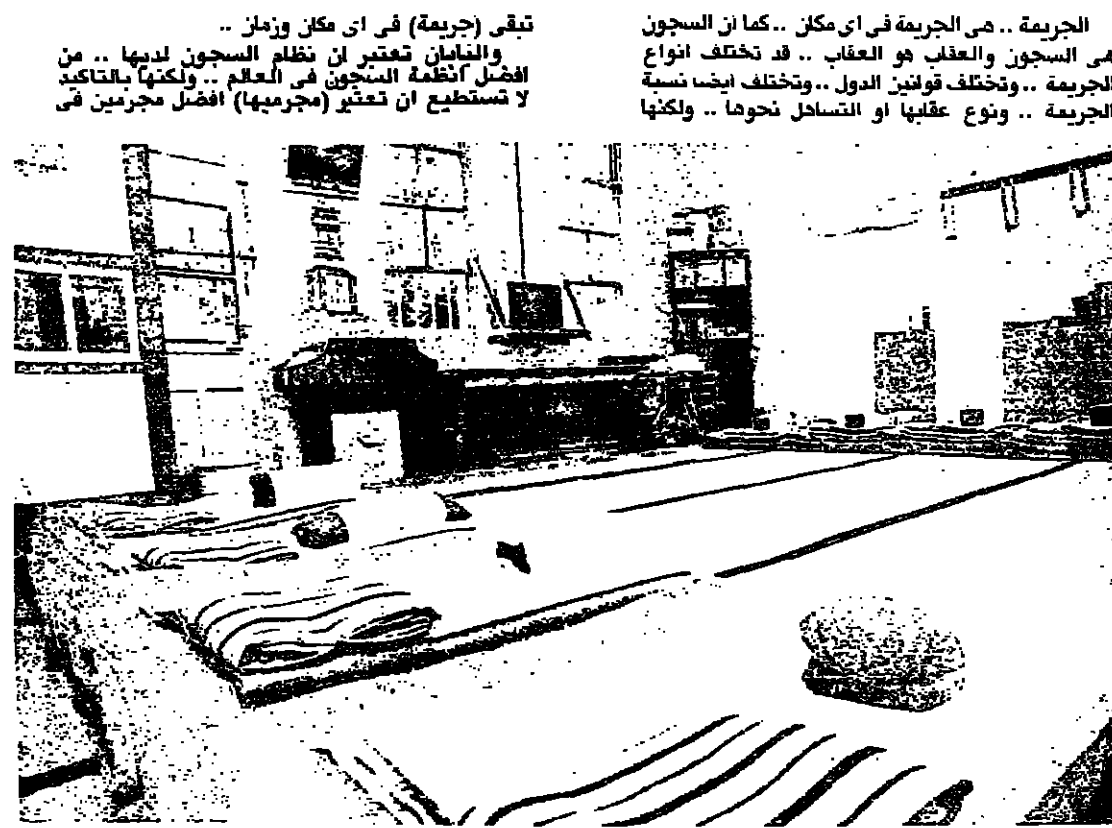 الجريمة .. هى الجريمة فى اى مكان .. كما ان السجون
هى السجون والعقاب هو العقاب .. قد تختلف انواع
الجريمة .. وتختلف قوانين الدول .. وتختلف ايضا نسبة
الجريمة .. ونوع عقابها او التساهل نحوها .. ولكنها
تبقى (جريمة) فى اى مكان وزمان ..
واليابان تعتبر ان نظام السجون لديها .. من
افضل انظمة السجون فى العالم .. ولكنها بالتاكيد
لا تستطيع ان تعتبر (مجرميها) افضل مجرمين فى